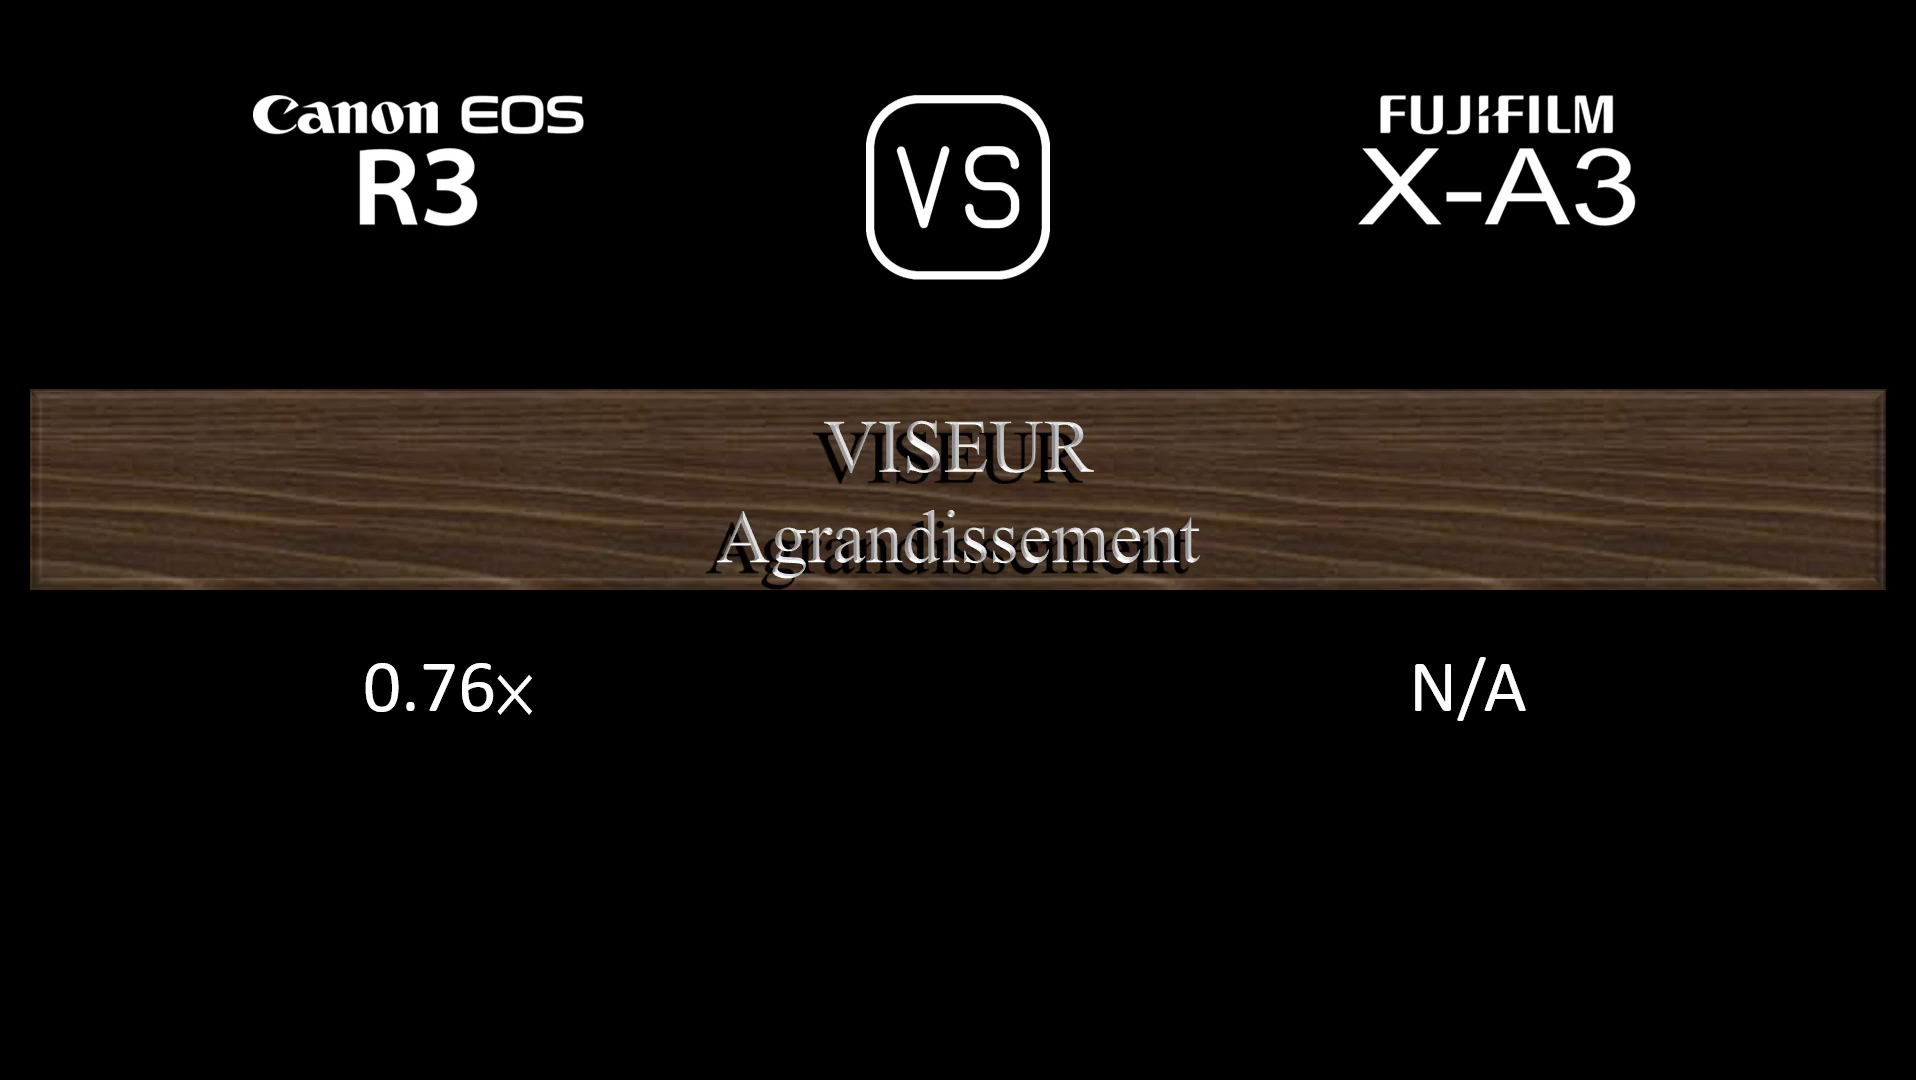 Canon EOS
R3
VS
FUJIFILM
X-A3
VISEUR
Agrandissement
0.76x
N/A